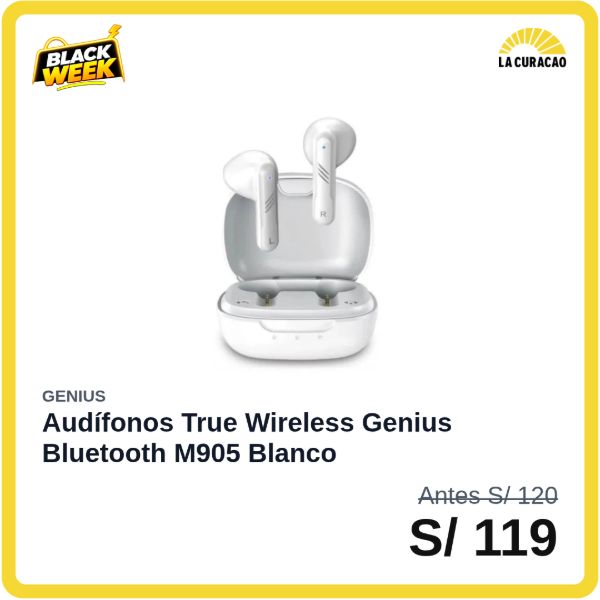 BLACK
WEEK
LA CURACAO
L
R
GENIUS
Audífonos True Wireless Genius
Bluetooth M905 Blanco
Antes S/ 120
S/ 119